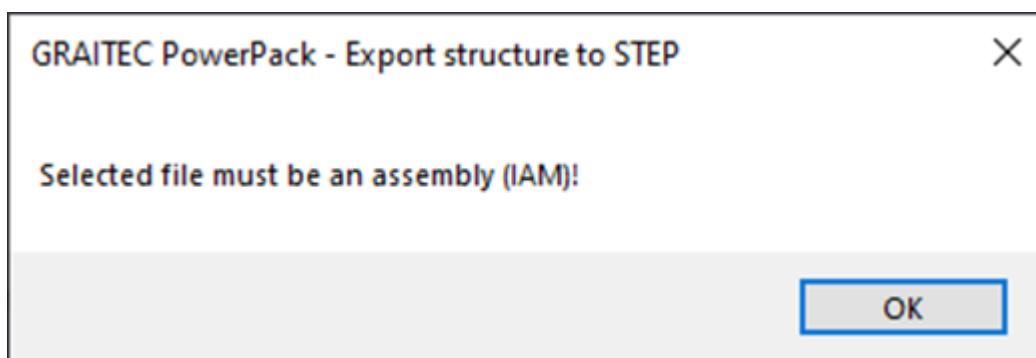 GRAITEC PowerPack - Export structure to STEP
Selected file must be an assembly (IAM)!
OK